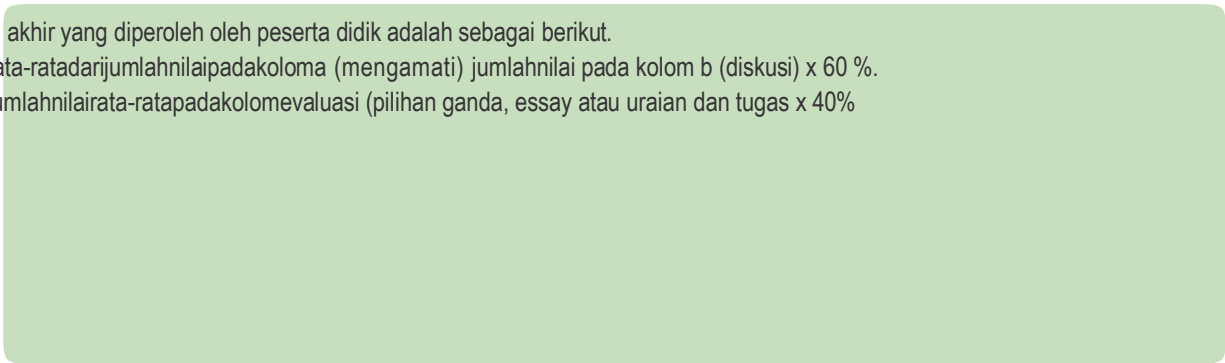 akhir yang diperoleh oleh peserta didik adalah sebagai berikut.
ata-ratadarijumlahnilaipadakoloma (mengamati) jumlahnilai pada kolom b (diskusi) x 60 %.
umlahnilairata-ratapadakolomevaluasi (pilihan ganda, essay atau uraian dan tugas x 40%